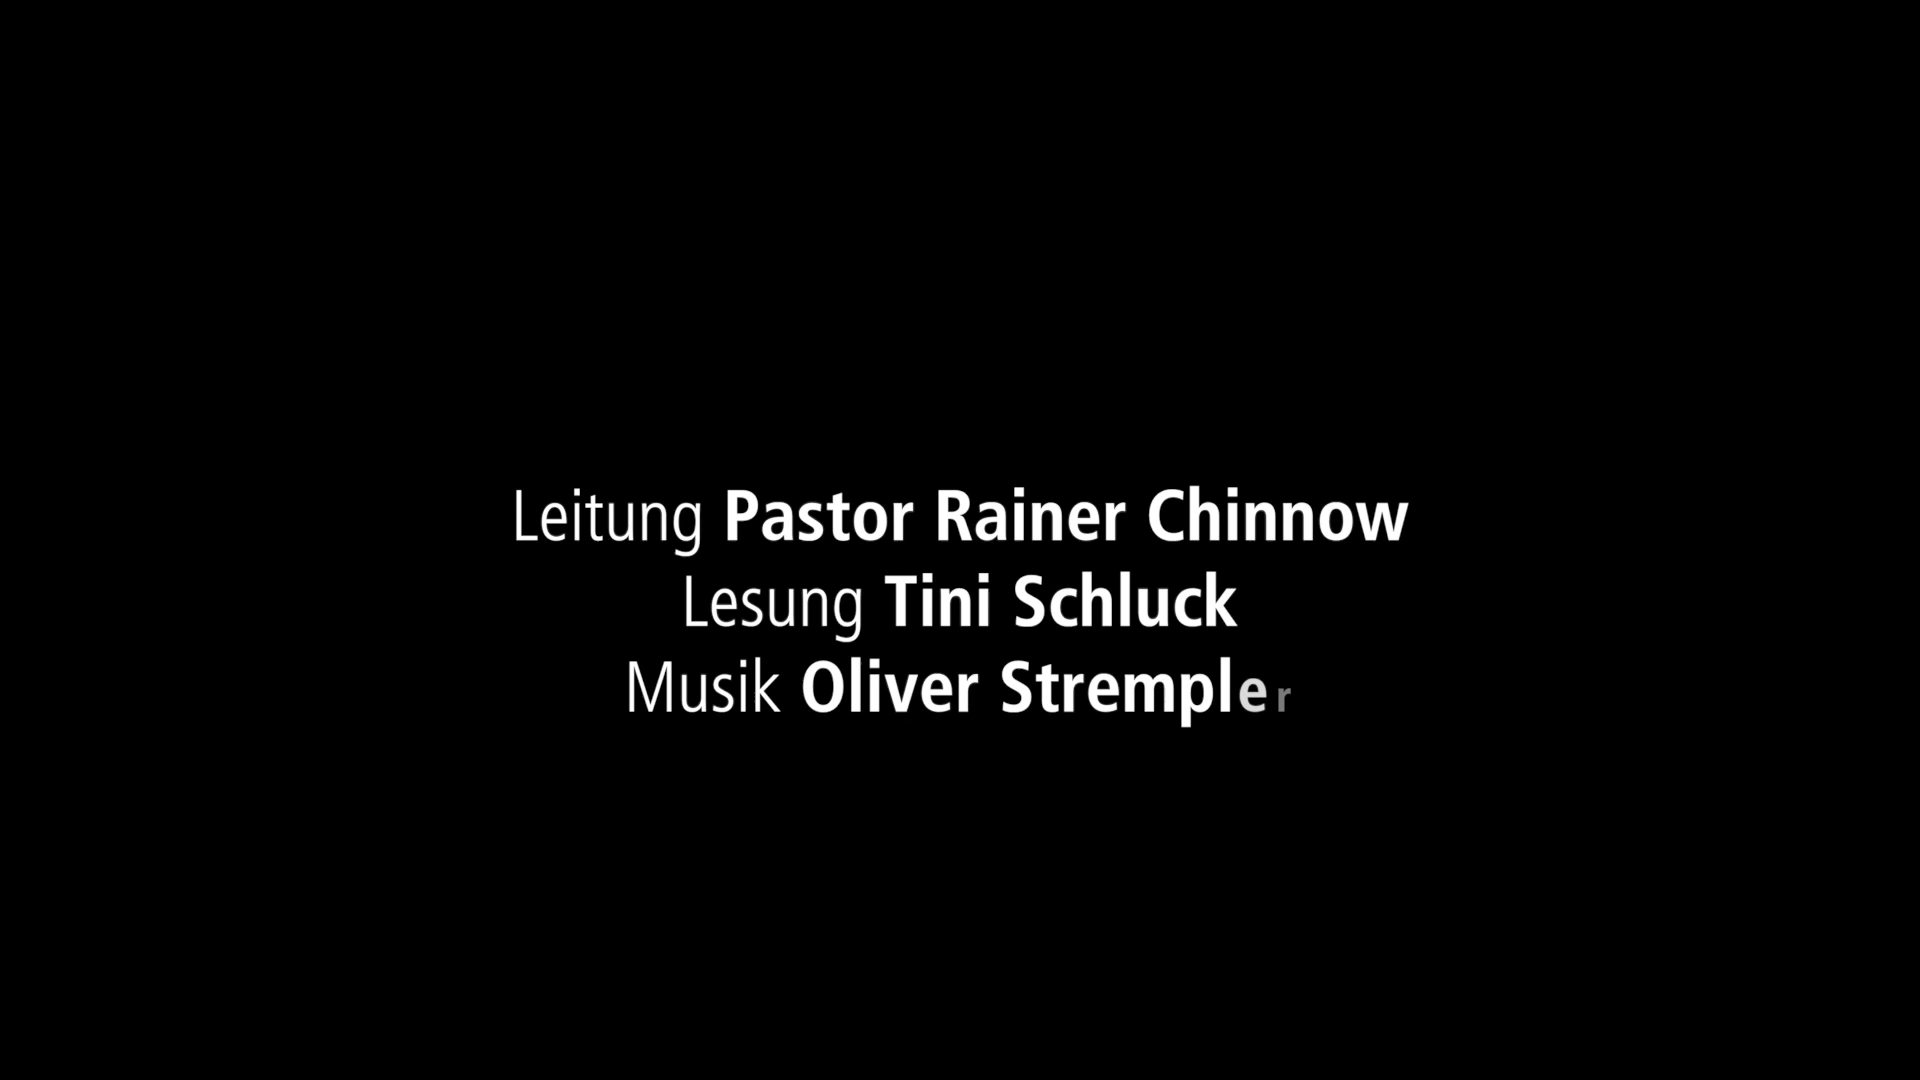 Leitung Pastor Rainer Chinnow
Lesung Tini Schluck
Musik Oliver Strempler